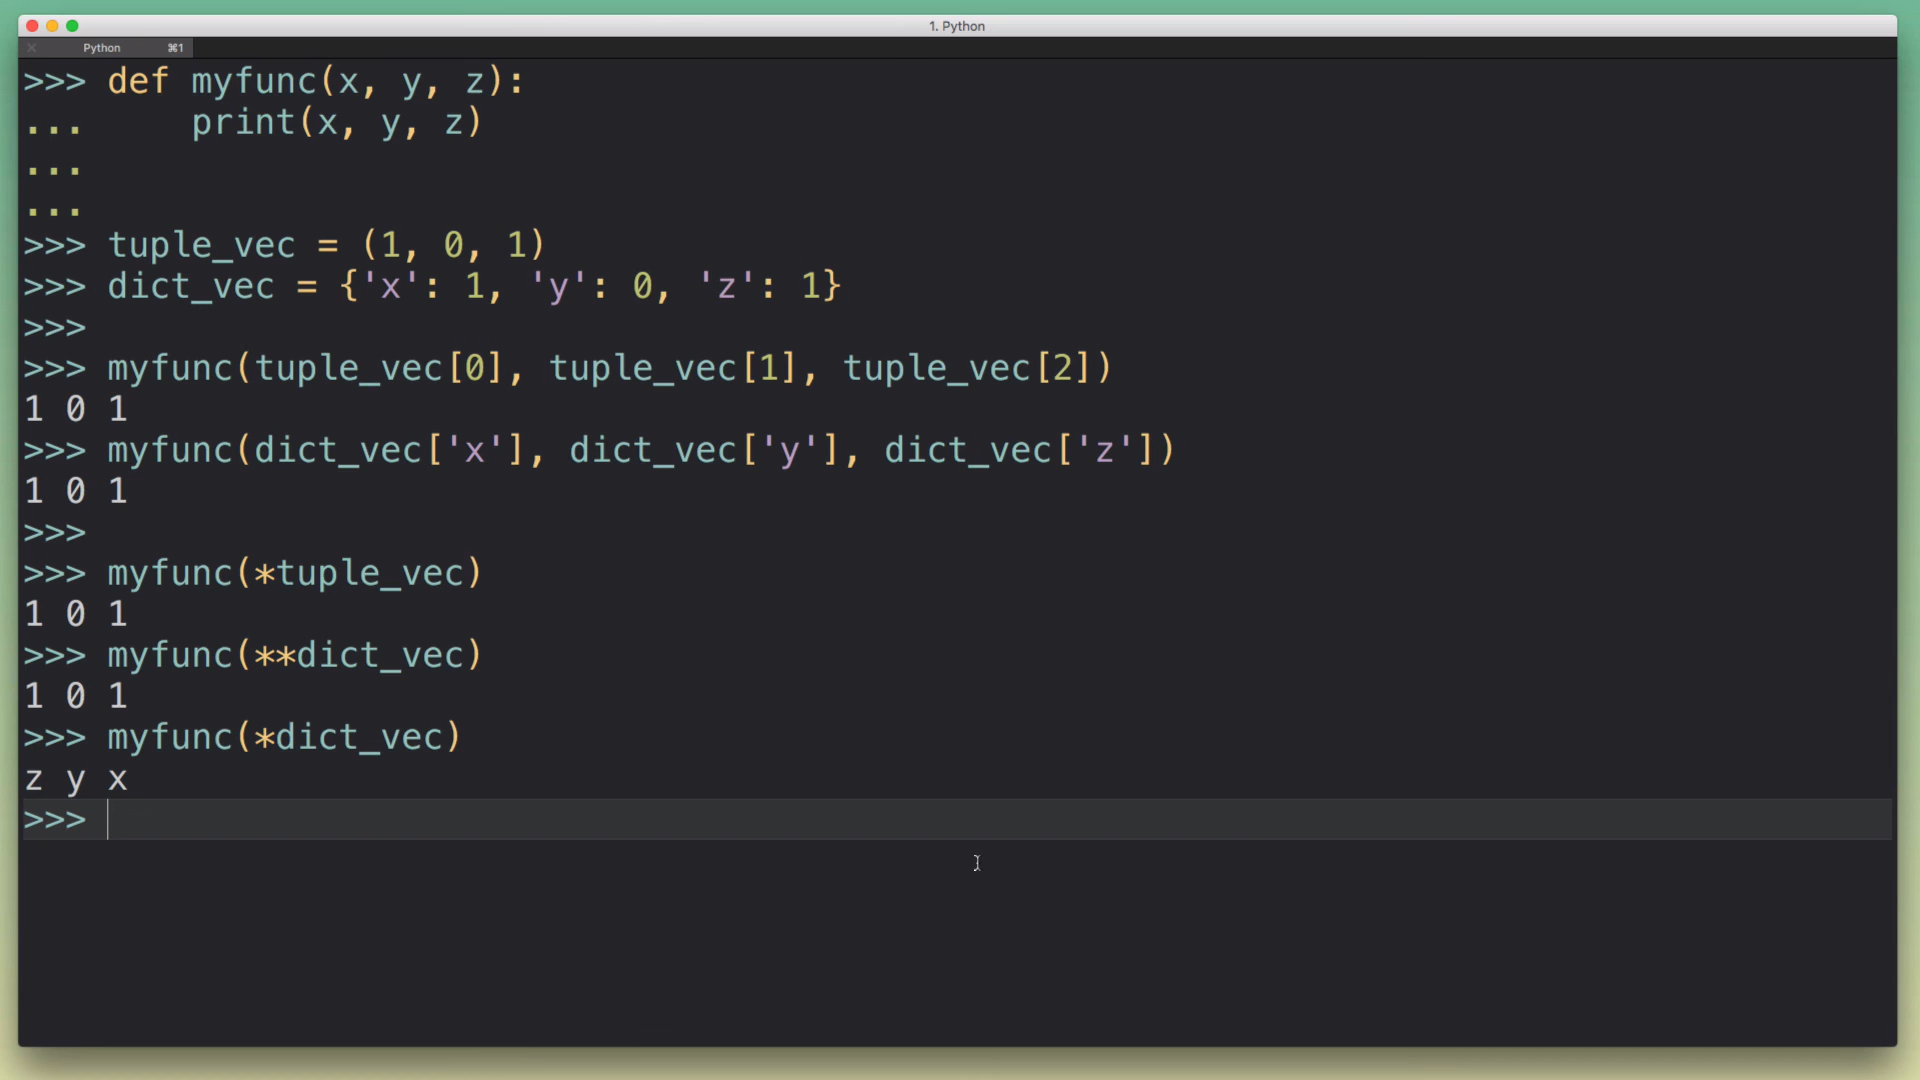 1. Python
Python ⌘1
>>> def myfunc(x, y, z):
...     print(x, y, z)
...
...
>>> tuple_vec = (1, 0, 1)
>>> dict_vec = {'x': 1, 'y': 0, 'z': 1}
>>>
>>> myfunc(tuple_vec[0], tuple_vec[1], tuple_vec[2])
1 0 1
>>> myfunc(dict_vec['x'], dict_vec['y'], dict_vec['z'])
1 0 1
>>>
>>> myfunc(*tuple_vec)
1 0 1
>>> myfunc(**dict_vec)
1 0 1
>>> myfunc(*dict_vec)
z y x
>>>